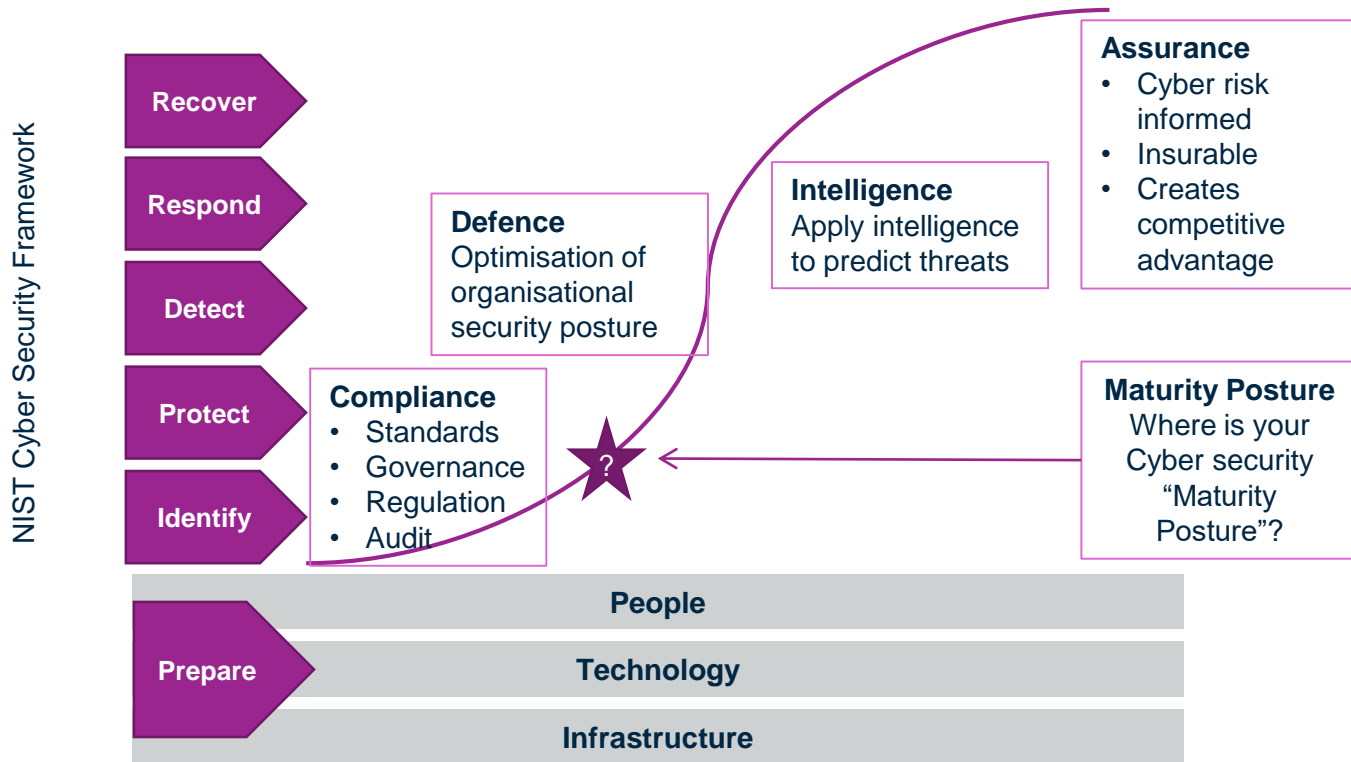 NIST Cyber Security Framework
Recover
Respond
Detect
Protect
Identify
Prepare
Compliance
• Standards
• Governance
• Regulation
• Audit
Defence
Optimisation of
organisational
security posture
?
Intelligence
Apply intelligence
to predict threats
Assurance
• Cyber risk
informed
• Insurable
• Creates
competitive
advantage
Maturity Posture
Where is your
Cyber security
“Maturity
Posture”?
People
Technology
Infrastructure